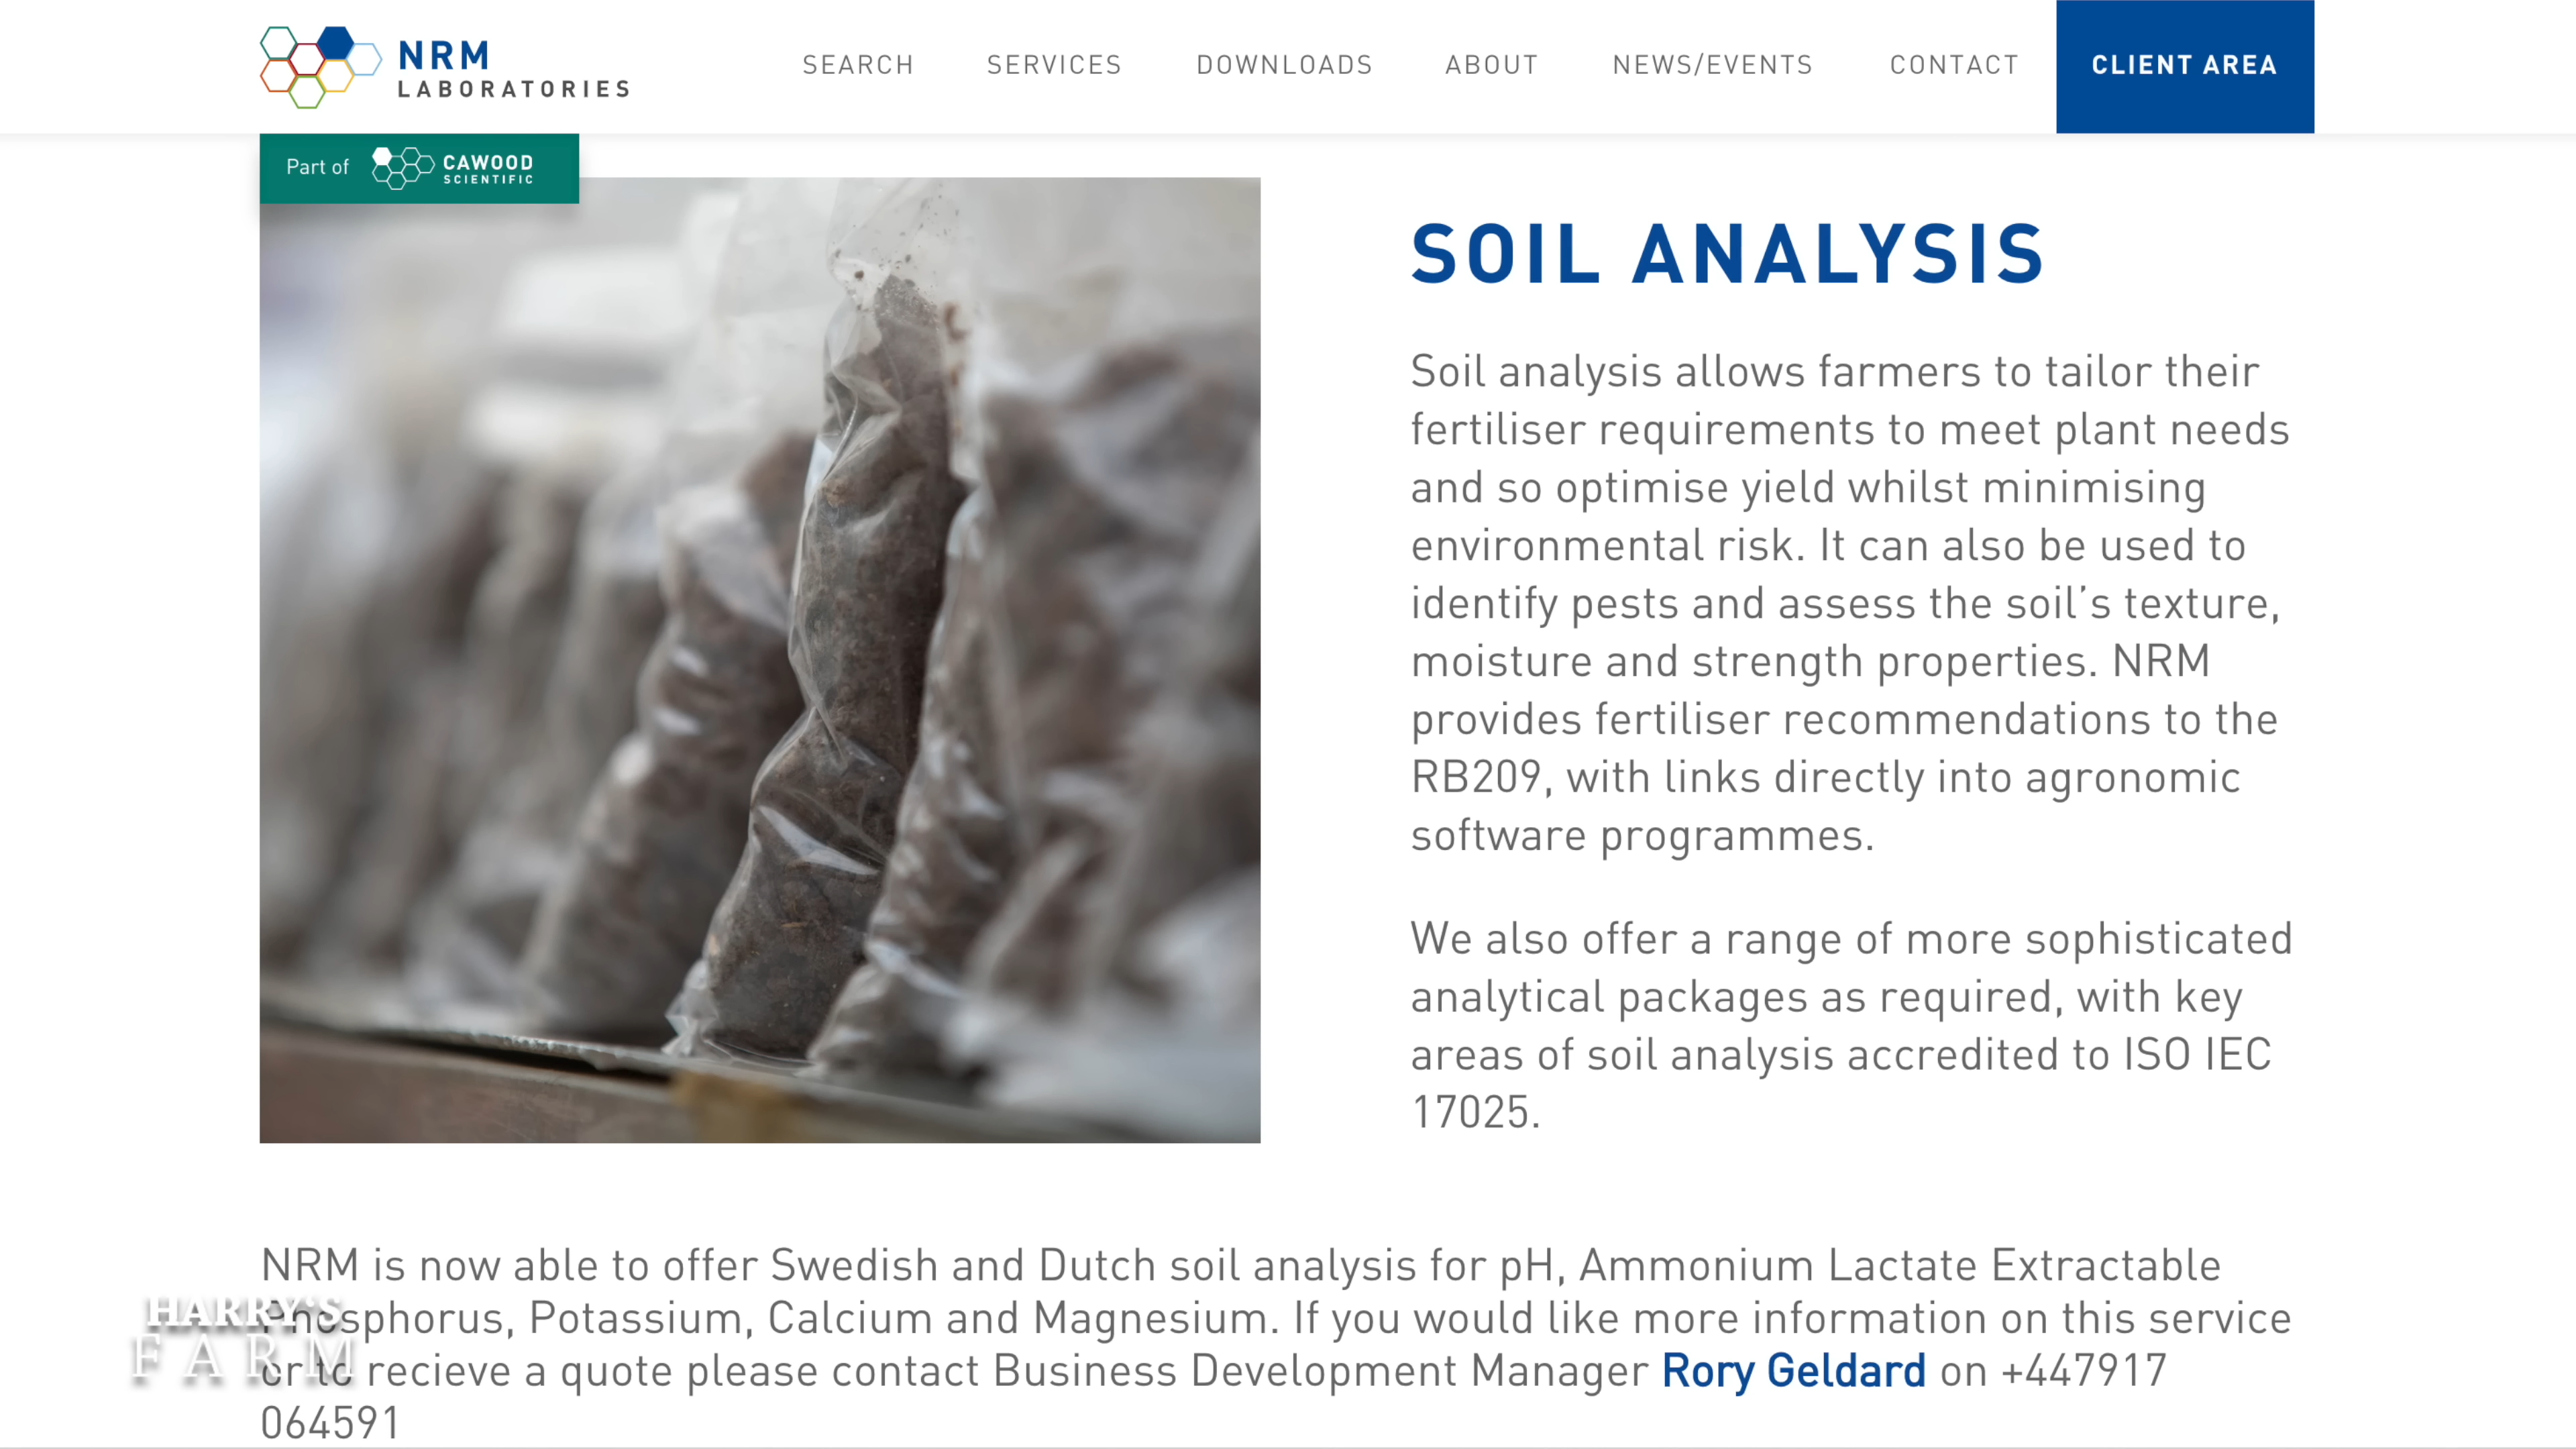 NRM
LABORATORIES
SEARCH SERVICES DOWNLOADS ABOUT NEWS/EVENTS CONTACT CLIENT AREA
Part of CAWOOD
SCIENTIFIC
SOIL ANALYSIS
Soil analysis allows farmers to tailor their
fertiliser requirements to meet plant needs
and so optimise yield whilst minimising
environmental risk. It can also be used to
identify pests and assess the soil’s texture,
moisture and strength properties. NRM
provides fertiliser recommendations to the
RB209, with links directly into agronomic
software programmes.
We also offer a range of more sophisticated
analytical packages as required, with key
areas of soil analysis accredited to ISO IEC
17025.
NRM is now able to offer Swedish and Dutch soil analysis for pH, Ammonium Lactate Extractable
Phosphorus, Potassium, Calcium and Magnesium. If you would like more information on this service
or to recieve a quote please contact Business Development Manager Rory Geldard on +447917
064591
HARRY'S
FARM